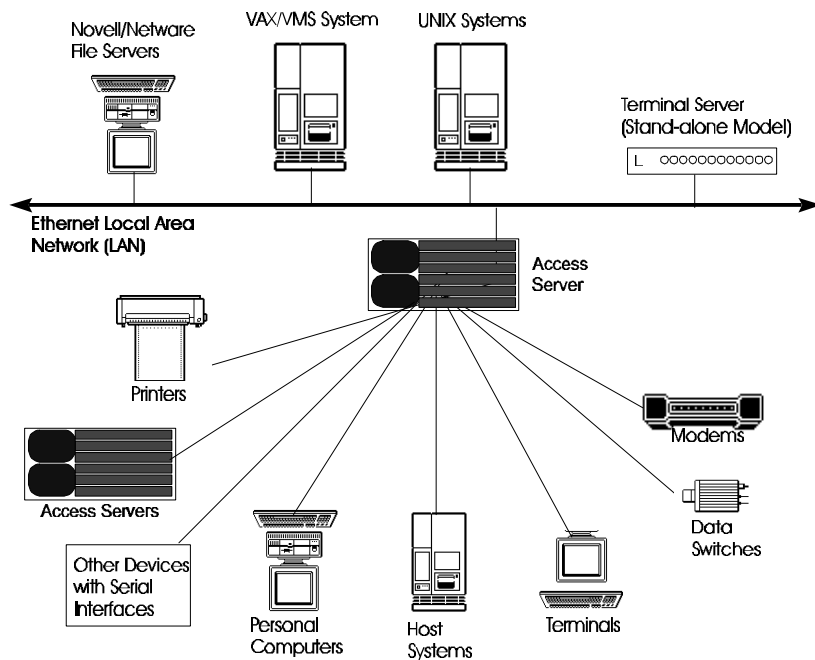 Novell/Netware
File Servers
VAX/VMS System
UNIX Systems
Terminal Server
(Stand-alone Model)
L
Ethernet Local Area
Network (LAN)
Access
Server
Printers
Modems
Access Servers
Data
Switches
Other Devices
with Serial
Interfaces
Personal
Computers
Host
Systems
Terminals